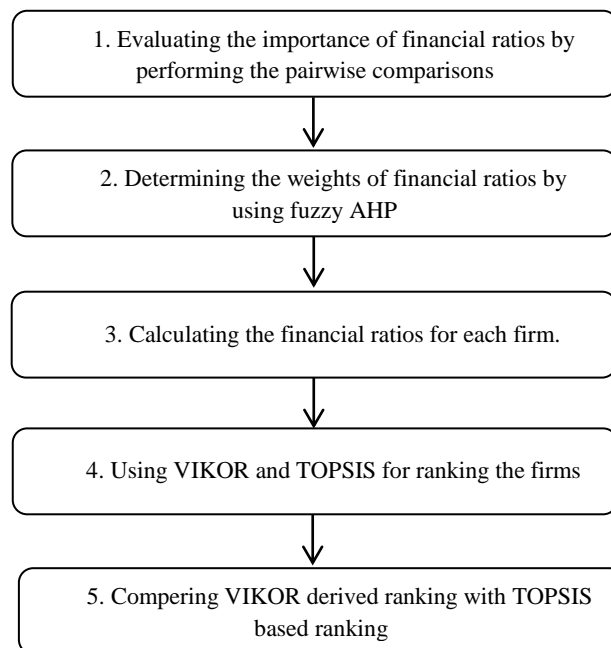 1. Evaluating the importance of financial ratios by
performing the pairwise comparisons
2. Determining the weights of financial ratios by
using fuzzy AHP
3. Calculating the financial ratios for each firm.
4. Using VIKOR and TOPSIS for ranking the firms
5. Compering VIKOR derived ranking with TOPSIS
based ranking